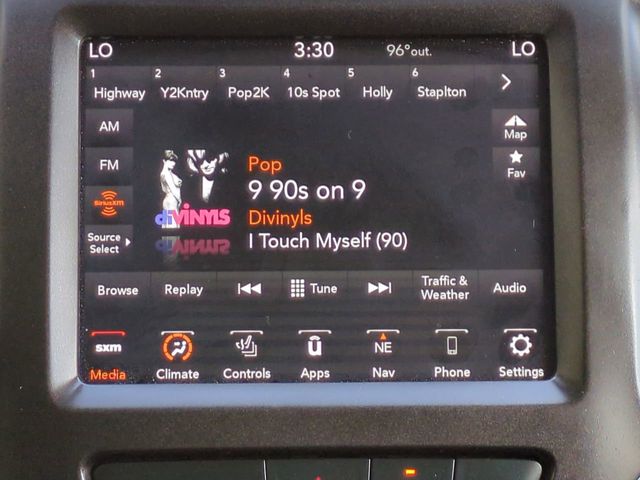 LO 3:30 96°out. LO
1 2 3 4 5 6
Highway Y2Kntry Pop2K 10s Spot Holly Staplton
AM
FM
SiriusXM
Source
Select
Map
Fav
diVINYLS
Pop
9 90s on 9
Divinyls
I Touch Myself (90)
Browse Replay Tune Traffic &
Weather Audio
sxm ū NE
Media Climate Controls Apps Nav Phone Settings